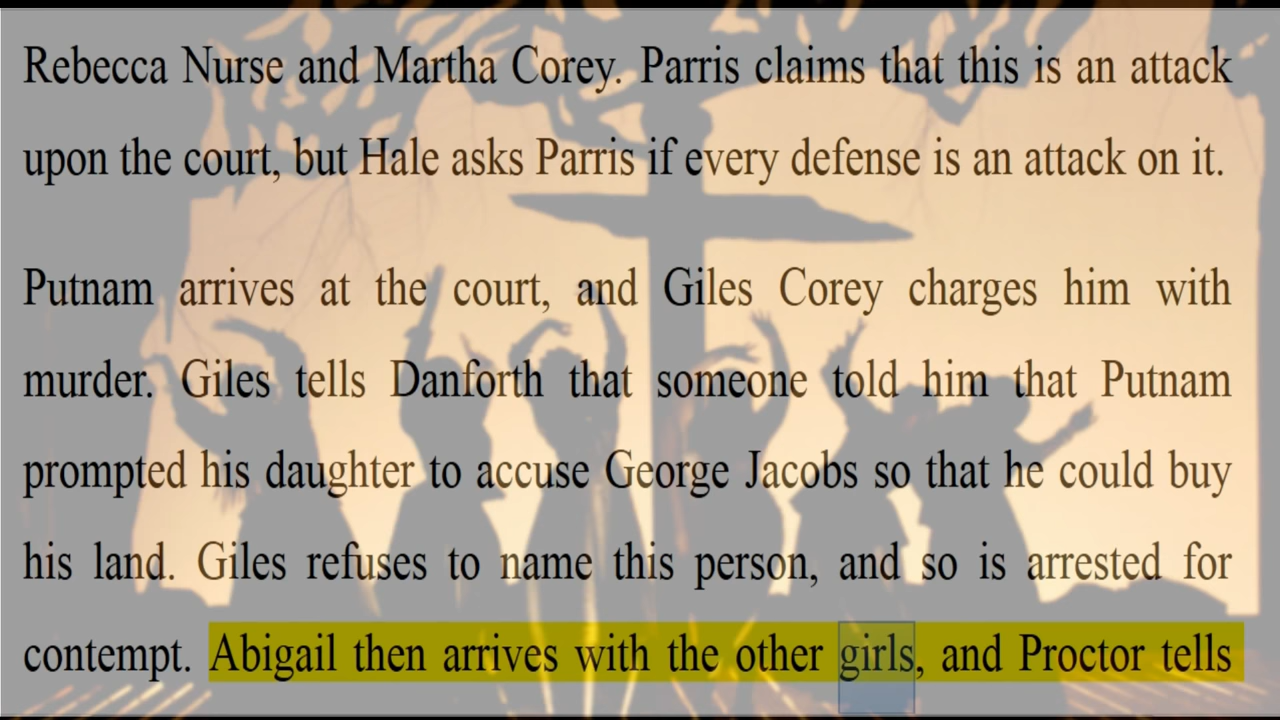 Rebecca Nurse and Martha Corey. Parris claims that this is an attack
upon the court, but Hale asks Parris if every defense is an attack on it.
Putnam arrives at the court, and Giles Corey charges him with
murder. Giles tells Danforth that someone told him that Putnam
prompted his daughter to accuse George Jacobs so that he could buy
his land. Giles refuses to name this person, and so is arrested for
contempt. Abigail then arrives with the other girls, and Proctor tells